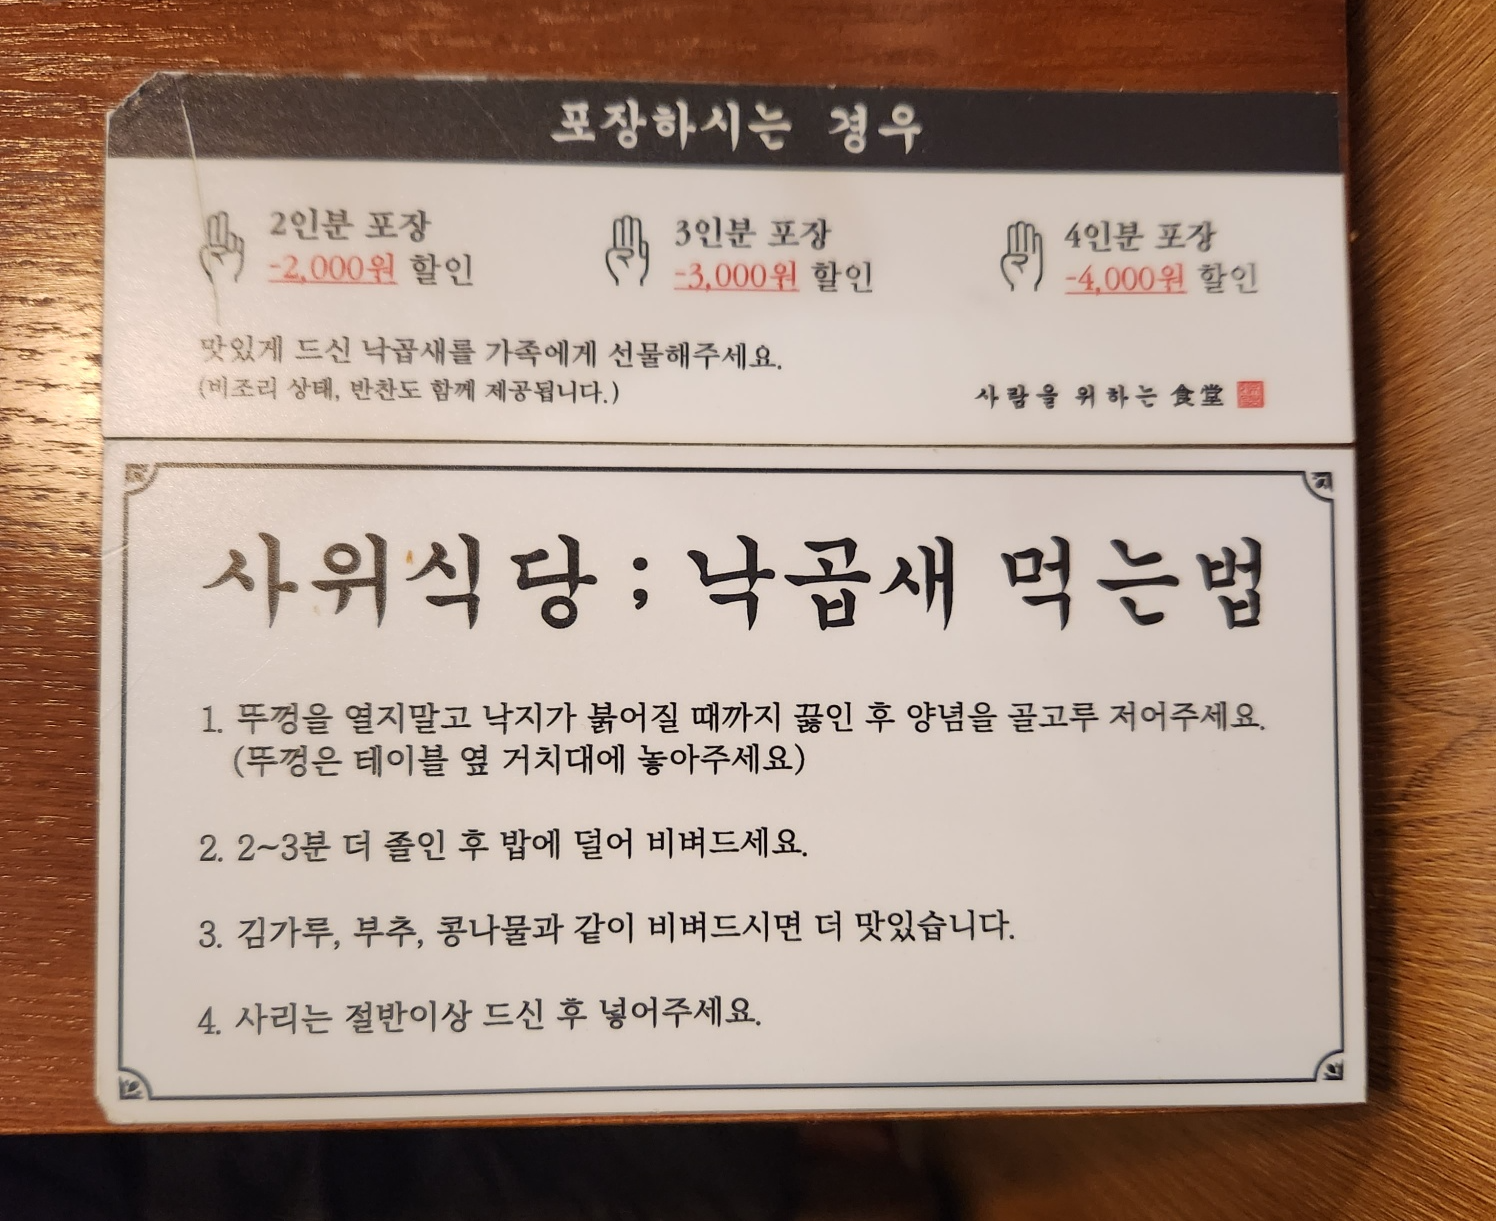 포장하시는 경우
2인분 포장
-2,000원 할인
3인분 포장
-3,000원 할인
4인분 포장
-4,000원 할인
맛있게 드신 낙곱새를 가족에게 선물해주세요.
(비조리 상태, 반찬도 함께 제공됩니다.)
사람을 위하는 食堂
사위식당 ; 낙곱새 먹는법
1. 뚜껑을 열지말고 낙지가 붉어질 때까지 끓인 후 양념을 골고루 저어주세요.
(뚜껑은 테이블 옆 거치대에 놓아주세요)
2. 2~3분 더 졸인 후 밥에 덜어 비벼드세요.
3. 김가루, 부추, 콩나물과 같이 비벼드시면 더 맛있습니다.
4. 사리는 절반이상 드신 후 넣어주세요.